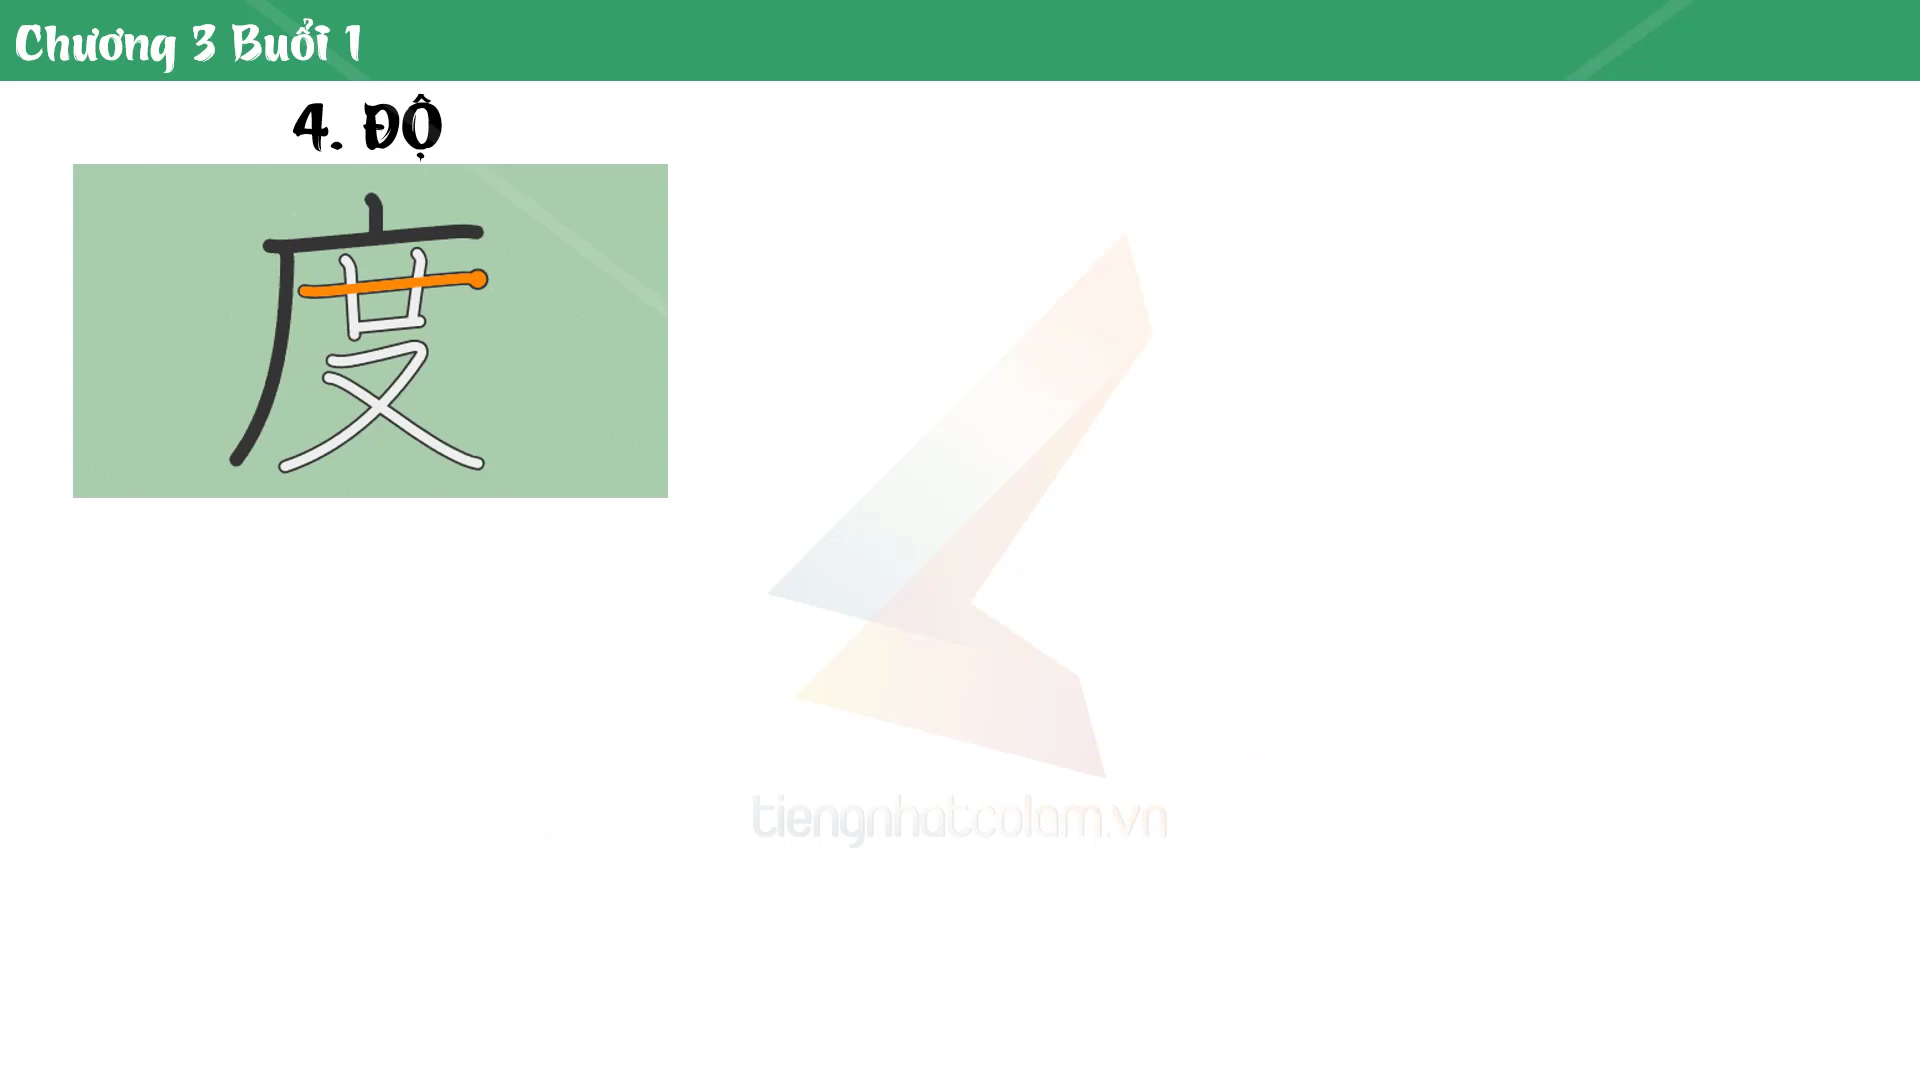 Chương 3 Buổi 1
4. ĐỘ
度
tiengnhatcolam.vn